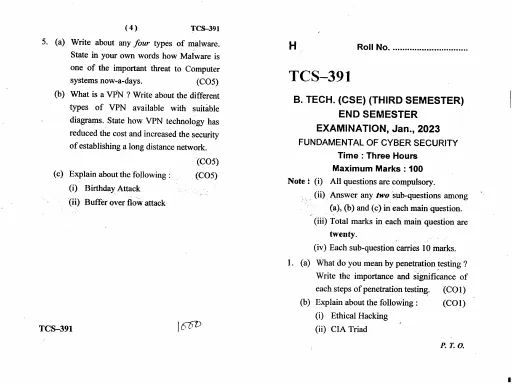 ( 4 ) TCS–391
5. (a) Write about any four types of malware.
State in your own words how Malware is
one of the important threat to Computer
systems now-a-days. (CO5)
(b) What is a VPN ? Write about the different
types of VPN available with suitable
diagrams. State how VPN technology has
reduced the cost and increased the security
of establishing a long distance network.
(CO5)
(c) Explain about the following : (CO5)
(i) Birthday Attack
(ii) Buffer over flow attack
TCS–391
H Roll No. ..............................
TCS–391
B. TECH. (CSE) (THIRD SEMESTER)
END SEMESTER
EXAMINATION, Jan., 2023
FUNDAMENTAL OF CYBER SECURITY
Time : Three Hours
Maximum Marks : 100
Note : (i) All questions are compulsory.
(ii) Answer any two sub-questions among
(a), (b) and (c) in each main question.
(iii) Total marks in each main question are
twenty.
(iv) Each sub-question carries 10 marks.
1. (a) What do you mean by penetration testing ?
Write the importance and significance of
each steps of penetration testing. (CO1)
(b) Explain about the following : (CO1)
(i) Ethical Hacking
(ii) CIA Triad
P. T. O.